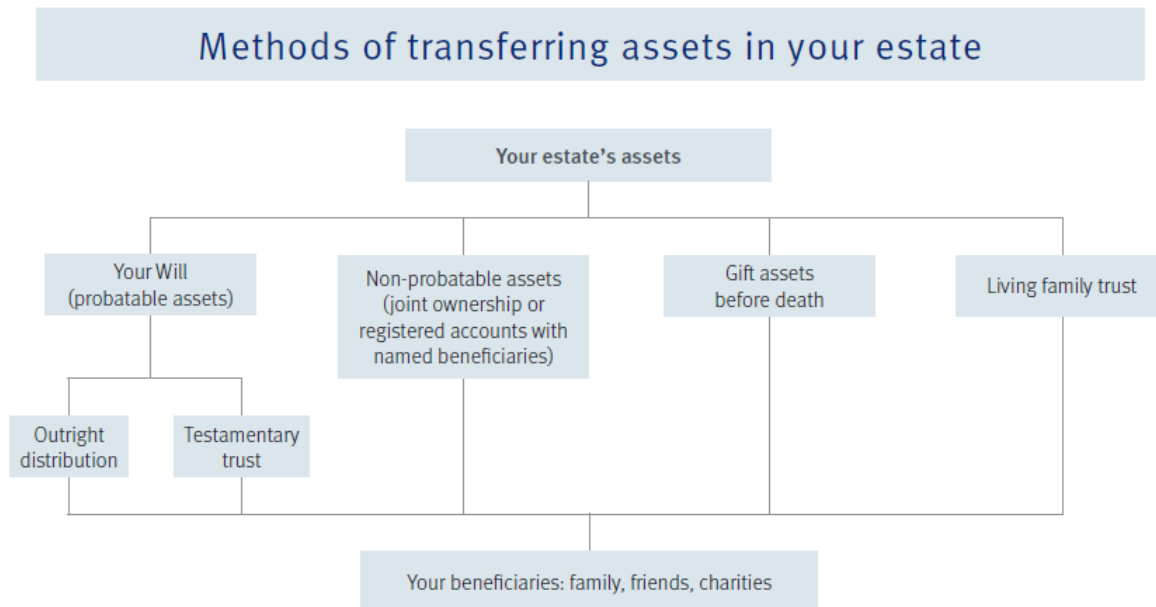 Methods of transferring assets in your estate
Your estate’s assets
Your Will
(probatable assets)
Non-probatable assets
(joint ownership or
registered accounts with
named beneficiaries)
Gift assets
before death
Living family trust
Outright
distribution
Testamentary
trust
Your beneficiaries: family, friends, charities